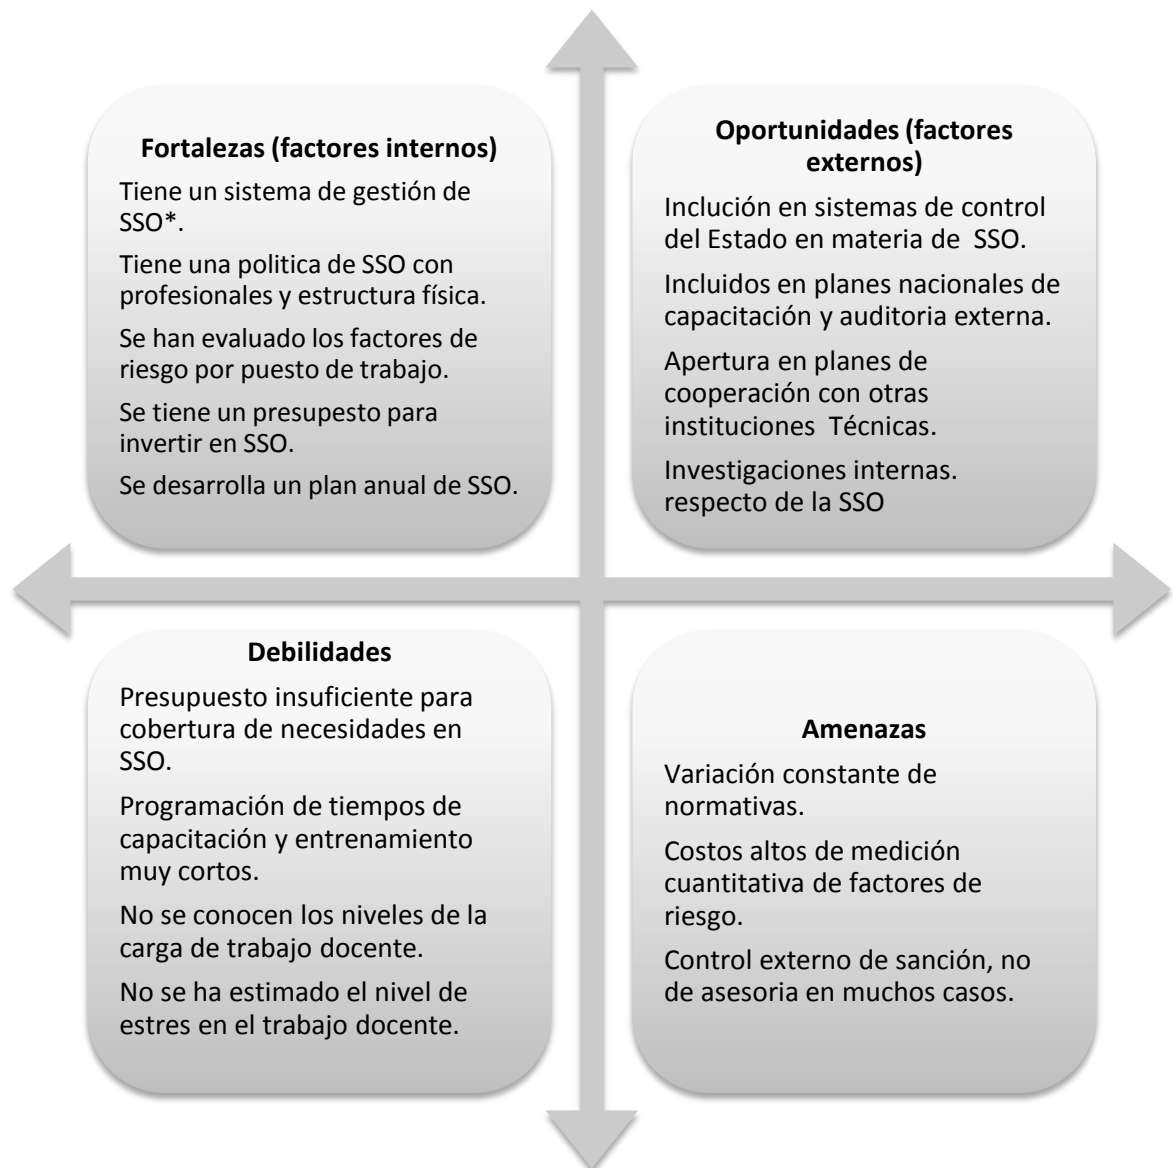 Fortalezas (factores internos)
Tiene un sistema de gestión de
SSO*.
Tiene una politica de SSO con
profesionales y estructura física.
Se han evaluado los factores de
riesgo por puesto de trabajo.
Se tiene un presupesto para
invertir en SSO.
Se desarrolla un plan anual de SSO.
Oportunidades (factores
externos)
Inclución en sistemas de control
del Estado en materia de SSO.
Incluidos en planes nacionales de
capacitación y auditoria externa.
Apertura en planes de
cooperación con otras
instituciones Técnicas.
Investigaciones internas.
respecto de la SSO
Debilidades
Presupuesto insuficiente para
cobertura de necesidades en
SSO.
Programación de tiempos de
capacitación y entrenamiento
muy cortos.
No se conocen los niveles de la
carga de trabajo docente.
No se ha estimado el nivel de
estres en el trabajo docente.
Amenazas
Variación constante de
normativas.
Costos altos de medición
cuantitativa de factores de
riesgo.
Control externo de sanción, no
de asesoria en muchos casos.